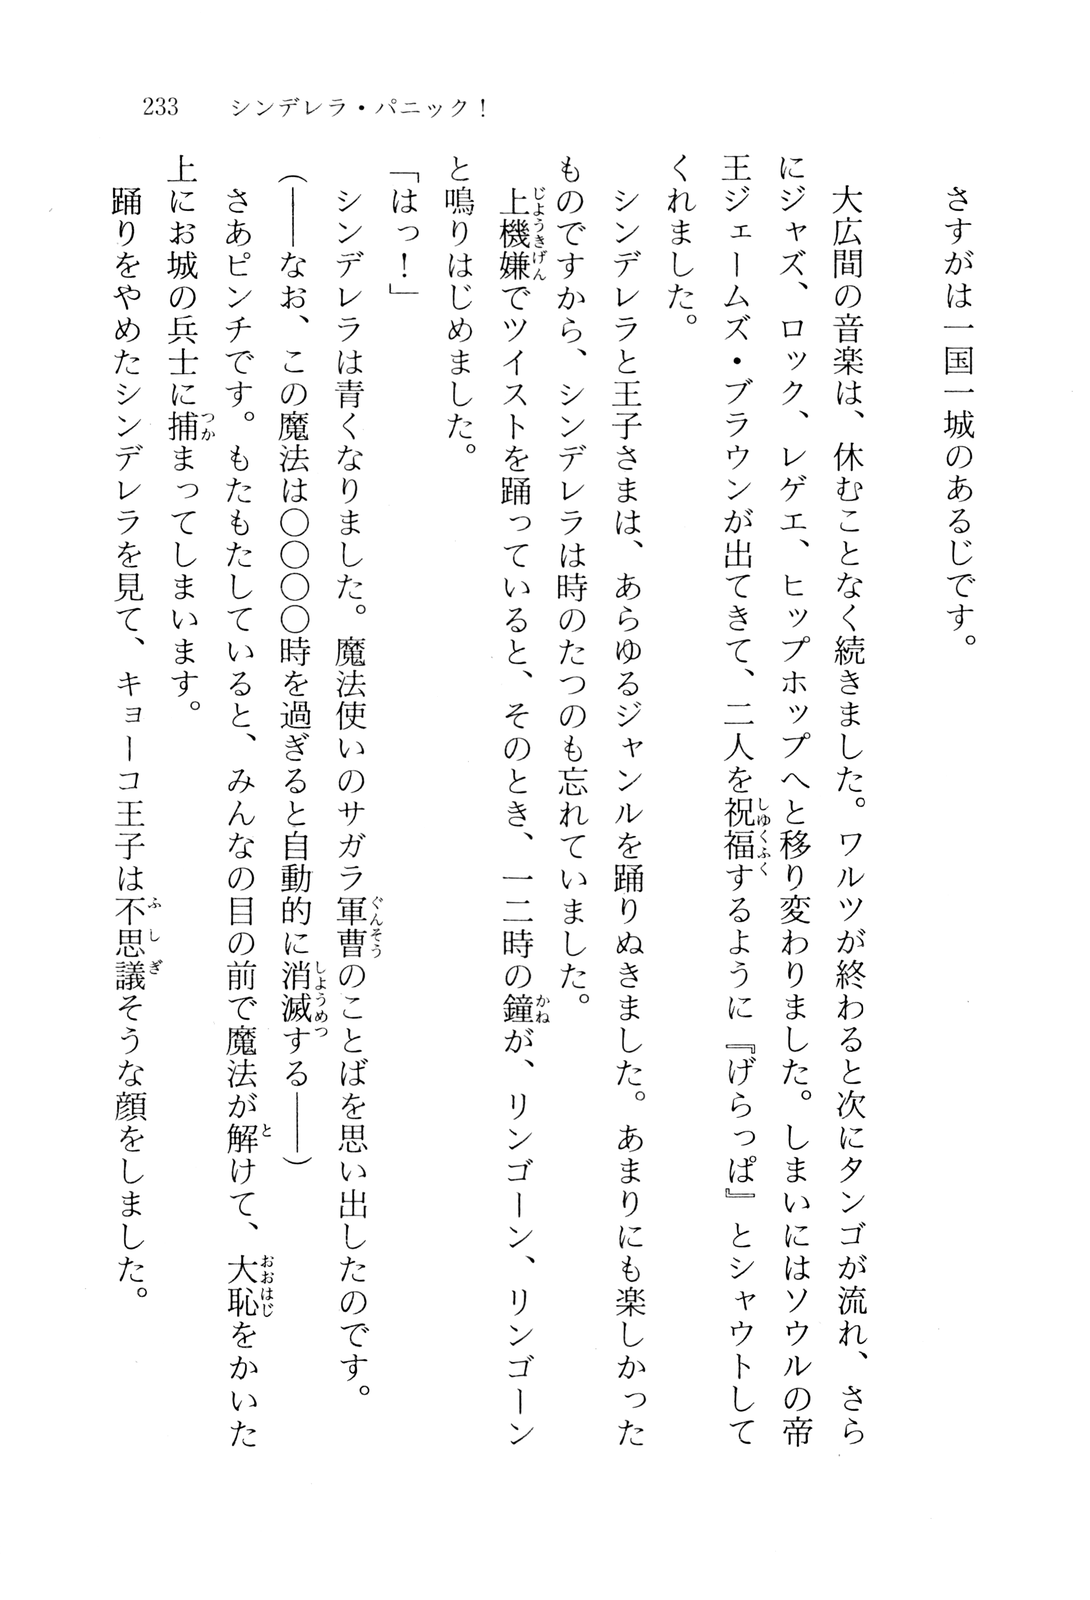 233 シンデレラ・パニック！
さすがは一国一城のあるじです。
大広間の音楽は、休むことなく続きました。ワルツが終わると次にタンゴが流れ、さら
にジャズ、ロック、レゲエ、ヒップホップへと移り変わりました。しまいにはソウルの帝
王ジェームズ・ブラウンが出てきて、二人を祝福するように『げらっぱ』とシャウトして
くれました。
シンデレラと王子さまは、あらゆるジャンルを踊りぬきました。あまりにも楽しかった
ものですから、シンデレラは時のたつのも忘れていました。
上機嫌でツイストを踊っていると、そのとき、一二時の鐘が、リンゴーン、リンゴーン
と鳴りはじめました。
「はっ！」
シンデレラは青くなりました。魔法使いのサガラ軍曹のことばを思い出したのです。
（――なお、この魔法は〇〇〇〇時を過ぎると自動的に消滅する――）
さあピンチです。もたもたしていると、みんなの目の前で魔法が解けて、大恥をかいた
上にお城の兵士に捕まってしまいます。
踊りをやめたシンデレラを見て、キョーコ王子は不思議そうな顔をしました。